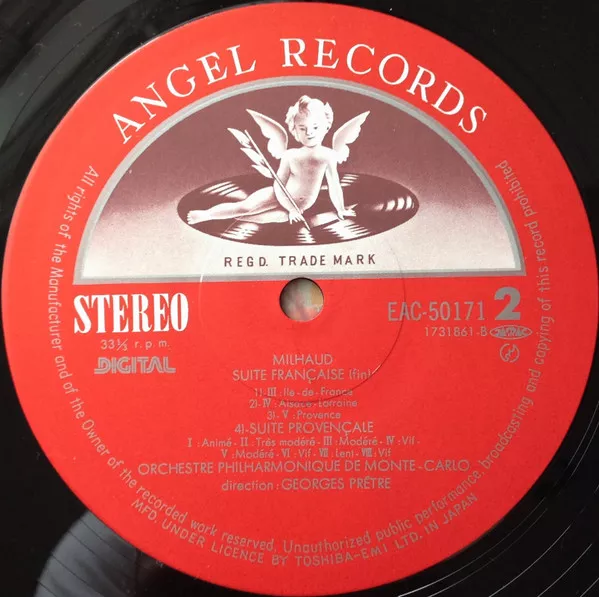 ANGEL RECORDS
REGD. TRADE MARK
STEREO
33⅓ r.p.m.
DIGITAL
EAC-50171 2
1731861-B
MILHAUD
SUITE FRANÇAISE (fin)
1)-III : Ile-de-France
2)-IV : Alsace-Lorraine
3)-V : Provence
4)-SUITE PROVENÇALE
I : Animé - II : Très modéré - III : Modéré - IV : Vif -
V : Modéré - VI : Vif - VII : Lent - VIII : Vif
ORCHESTRE PHILHARMONIQUE DE MONTE-CARLO
direction : GEORGES PRÊTRE
All rights of the Manufacturer and of the Owner of the recorded work reserved, Unauthorized public performance, broadcasting and copying of this record prohibited
MFD. UNDER LICENCE BY TOSHIBA-EMI LTD. IN JAPAN